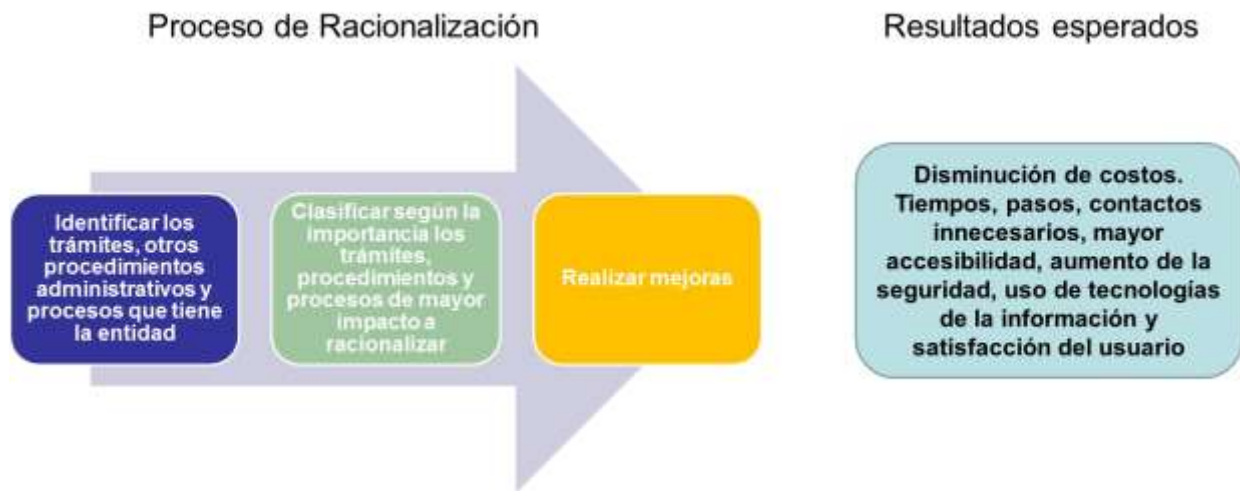 Proceso de Racionalización
Resultados esperados
Identificar los
trámites, otros
procedimientos
administrativos y
procesos que tiene
la entidad
Clasificar según la
importancia los
trámites,
procedimientos y
procesos de mayor
impacto a
racionalizar
Realizar mejoras
Disminución de costos.
Tiempos, pasos, contactos
innecesarios, mayor
accesibilidad, aumento de la
seguridad, uso de tecnologías
de la información y
satisfacción del usuario